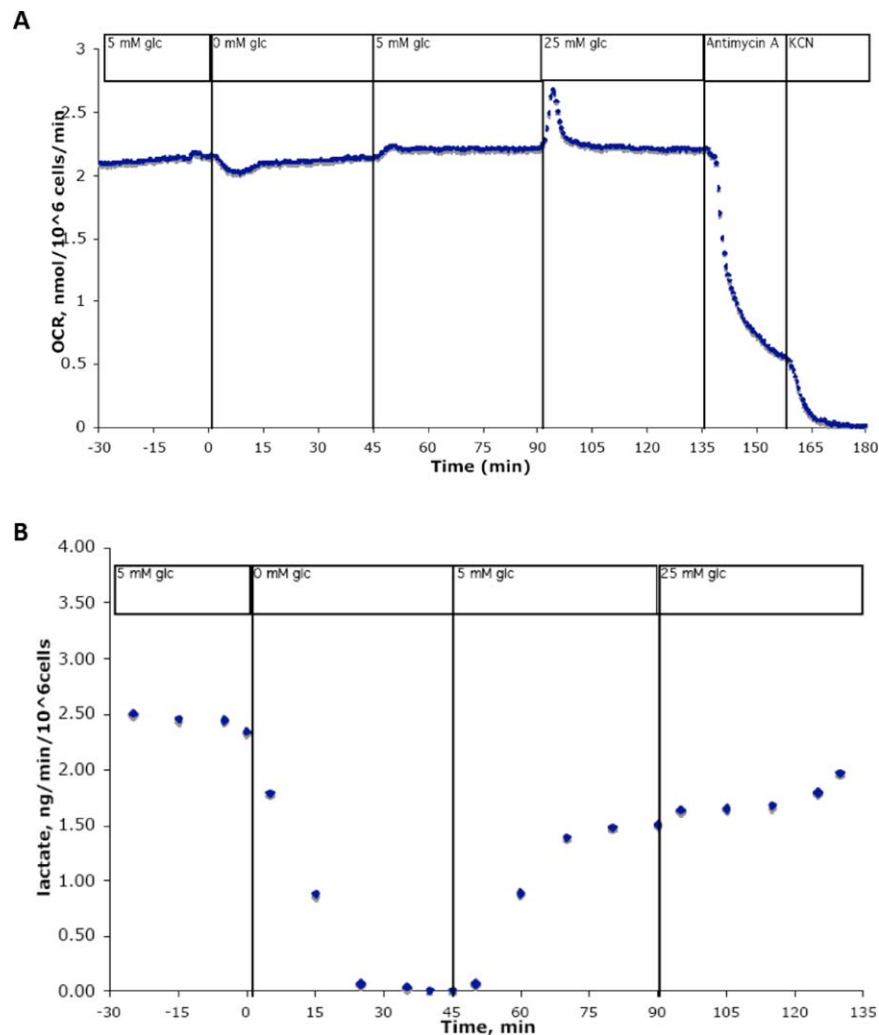 A
5 mM glc 0 mM glc 5 mM glc 25 mM glc Antimycin A KCN
OCR, nmol/10^6 cells/min
3
2.5
2
1.5
1
0.5
0
-30 -15 0 15 30 45 60 75 90 105 120 135 150 165 180
Time (min)
B
5 mM glc 0 mM glc 5 mM glc 25 mM glc
lactate, ng/min/10^6cells
4.00
3.50
3.00
2.50
2.00
1.50
1.00
0.50
0.00
-30 -15 0 15 30 45 60 75 90 105 120 135
Time, min